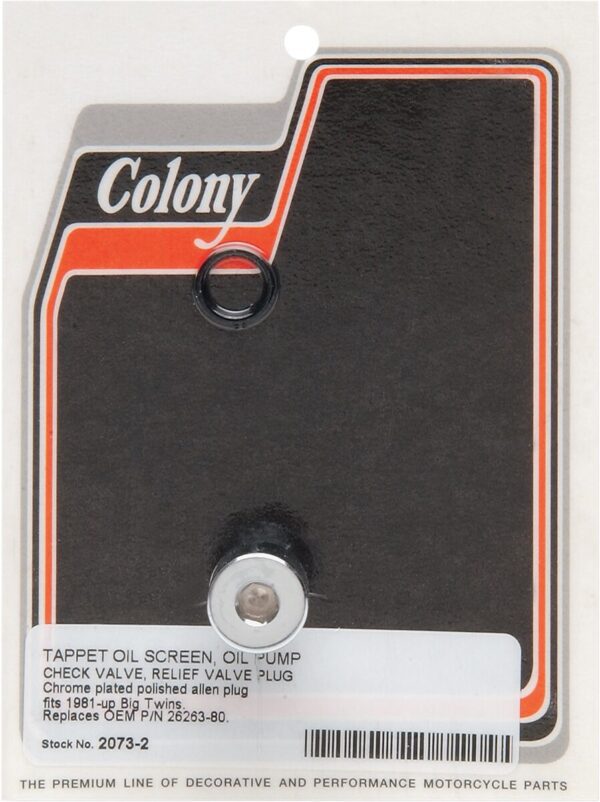 Colony
TAPPET OIL SCREEN, OIL PUMP
CHECK VALVE, RELIEF VALVE PLUG
Chrome plated polished allen plug
fits 1981-up Big Twins.
Replaces OEM P/N 26263-80.
Stock No. 2073-2
THE PREMIUM LINE OF DECORATIVE AND PERFORMANCE MOTORCYCLE PARTS